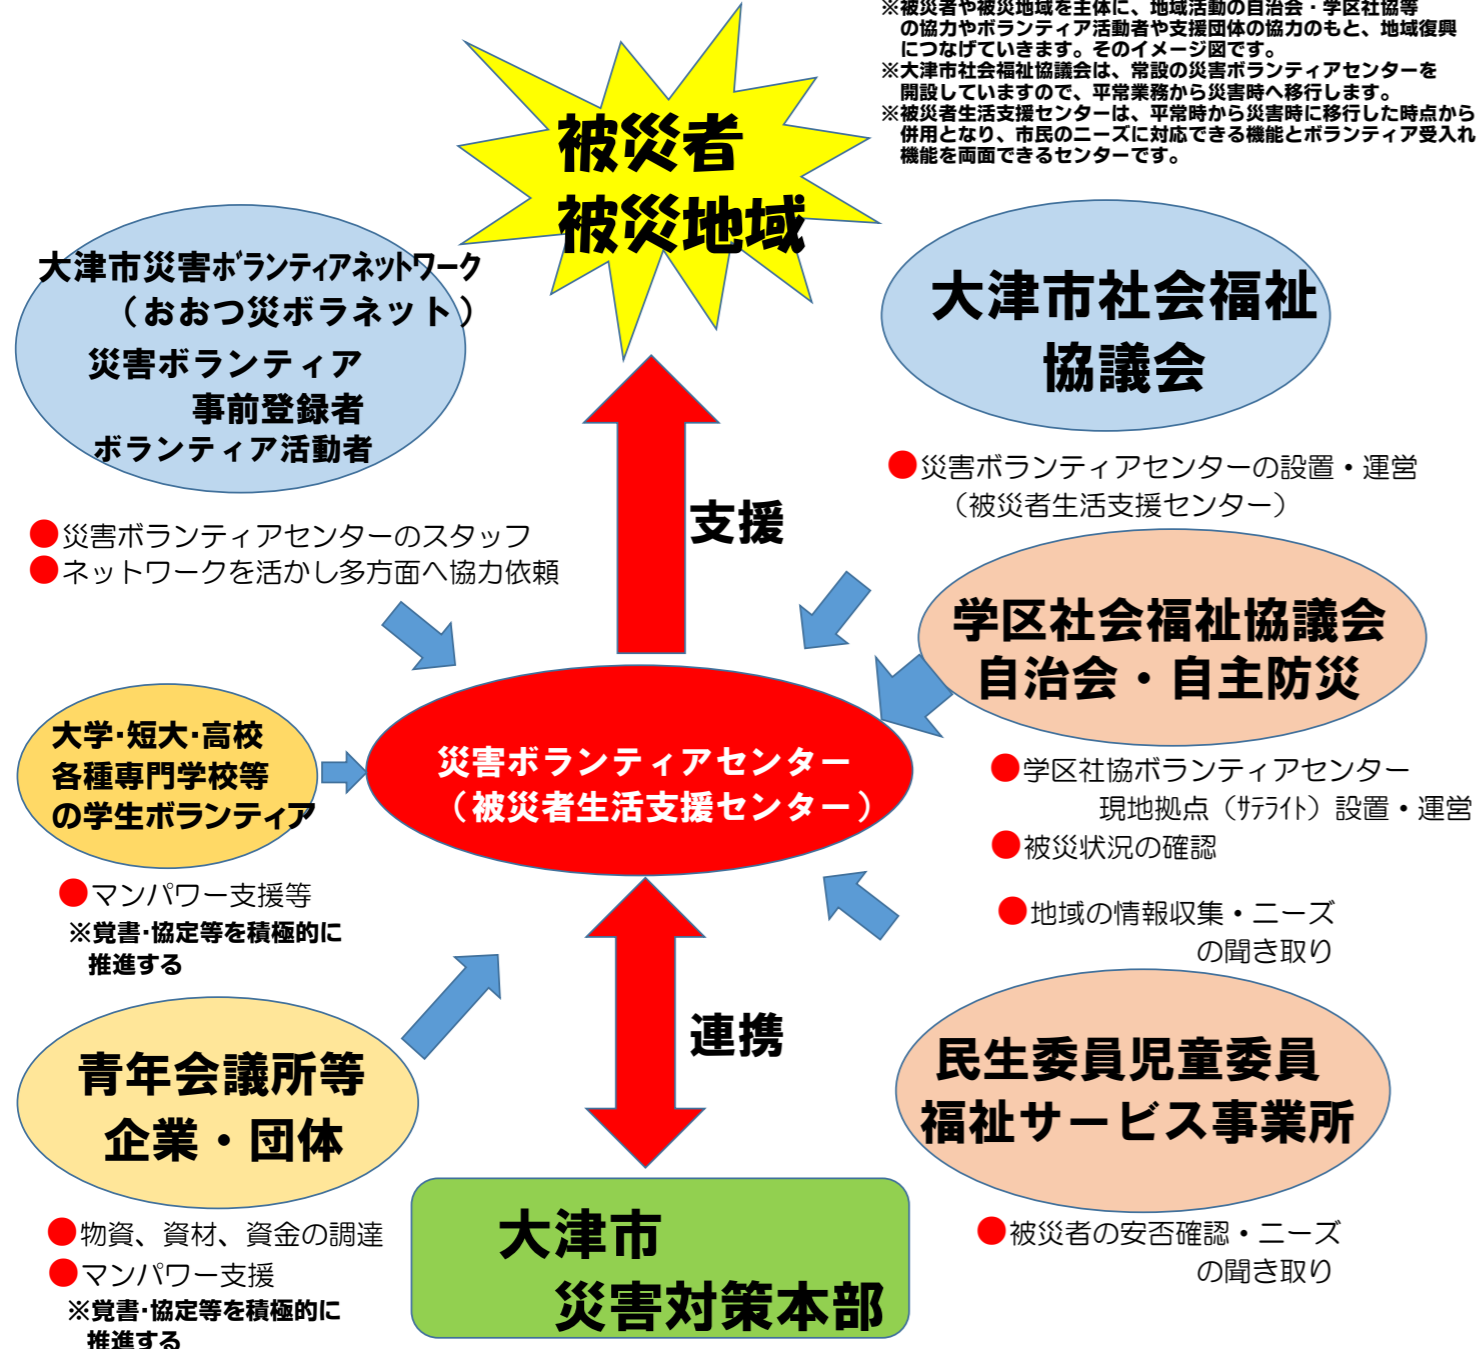 ※被災者や被災地域を主体に、地域活動の自治会・学区社協等
の協力やボランティア活動者や支援団体の協力のもと、地域復興
につなげていきます。そのイメージ図です。
※大津市社会福祉協議会は、常設の災害ボランティアセンターを
開設していますので、平常業務から災害時へ移行します。
※被災者生活支援センターは、平常時から災害時に移行した時点から
併用となり、市民のニーズに対応できる機能とボランティア受入れ
機能を両面できるセンターです。
被災者
被災地域
大津市災害ボランティアネットワーク
（おおつ災ボラネット）
災害ボランティア
事前登録者
ボランティア活動者
●災害ボランティアセンターのスタッフ
●ネットワークを活かし多方面へ協力依頼
大津市社会福祉
協議会
●災害ボランティアセンターの設置・運営
（被災者生活支援センター）
支援
学区社会福祉協議会
自治会・自主防災
●学区社協ボランティアセンター
現地拠点（ｻﾃﾗｲﾄ）設置・運営
●被災状況の確認
●地域の情報収集・ニーズ
の聞き取り
大学･短大･高校
各種専門学校等
の学生ボランティア
●マンパワー支援等
※覚書･協定等を積極的に
推進する
災害ボランティアセンター
（被災者生活支援センター）
連携
青年会議所等
企業・団体
●物資、資材、資金の調達
●マンパワー支援
※覚書･協定等を積極的に
推進する
民生委員児童委員
福祉サービス事業所
●被災者の安否確認・ニーズ
の聞き取り
大津市
災害対策本部